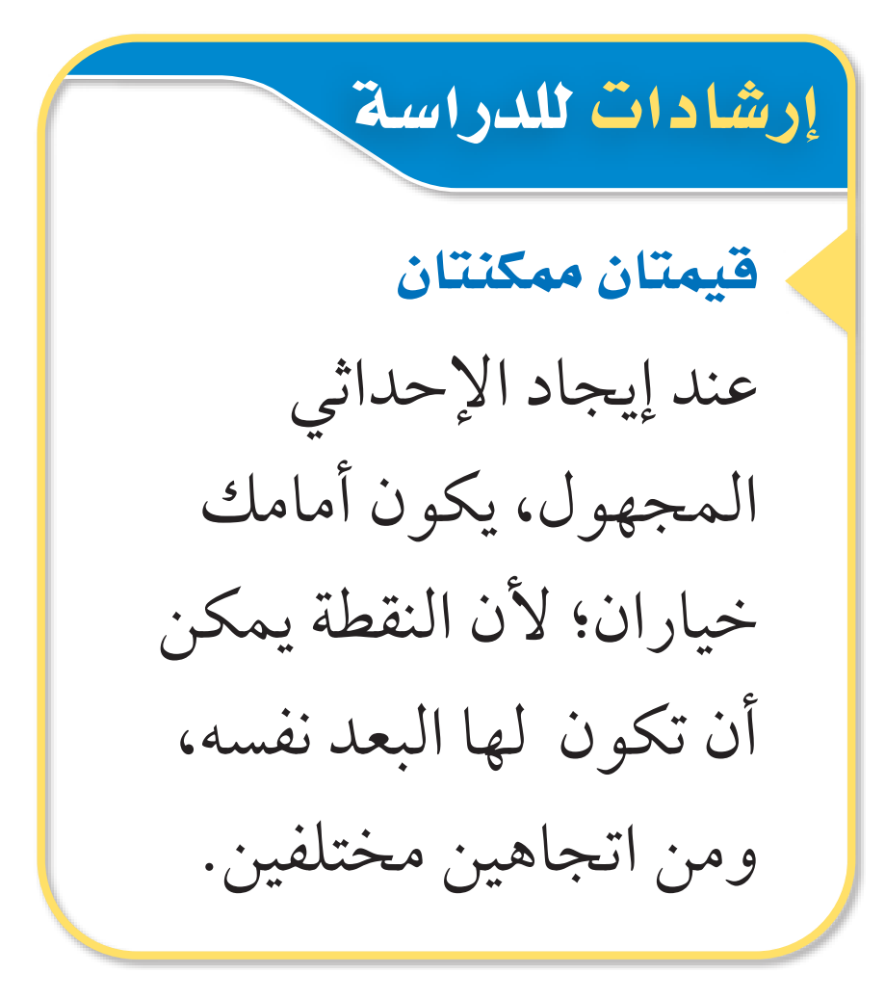 إرشادات للدراسة
قيمتان ممكنتان
عند إيجاد الإحداثي
المجهول، يكون أمامك
خياران؛ لأن النقطة يمكن
أن تكون لها البعد نفسه،
ومن اتجاهين مختلفين.